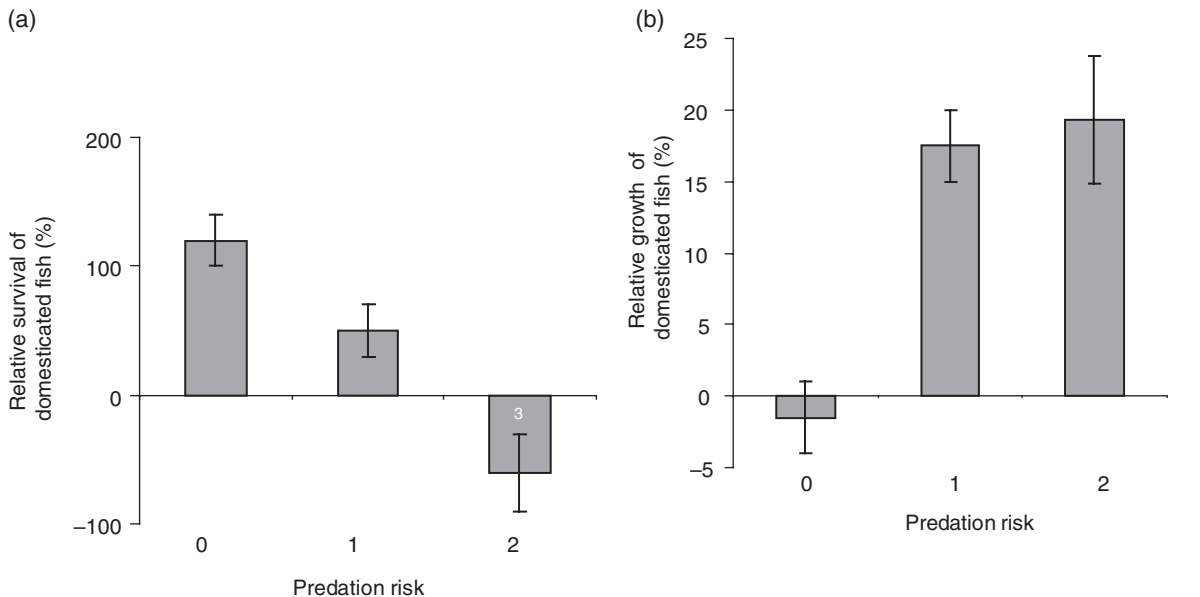 (a)
Relative survival of
domesticated fish (%)
200
100
0
–100
3
0 1 2
Predation risk
(b)
Relative growth of
domesticated fish (%)
25
20
15
10
5
0
–5
0 1 2
Predation risk